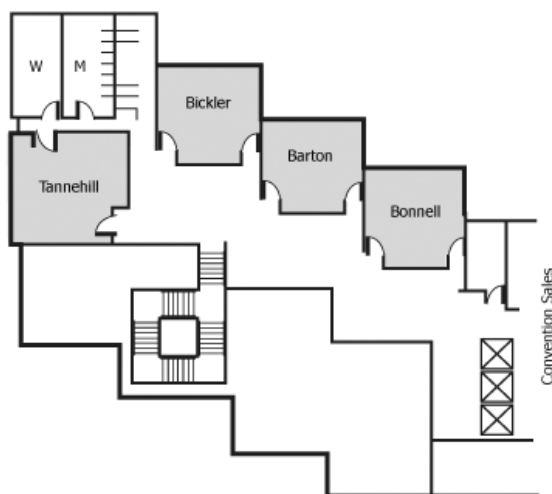 W
M
Bickler
Barton
Tannehill
Bonnell
Convention Sales